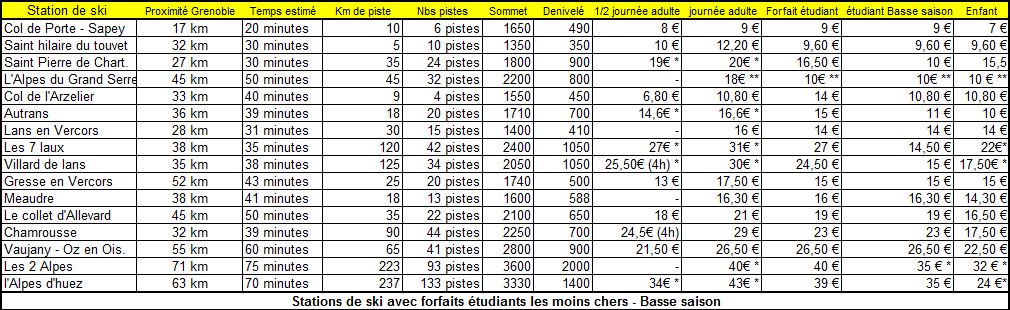 Station de ski Proximité Grenoble Temps estimé Km de piste Nbs pistes Sommet Denivelé 1/2 journée adulte journée adulte Forfait étudiant étudiant Basse saison Enfant
Col de Porte - Sapey 17 km 20 minutes 10 6 pistes 1650 490 8 € 9 € 9 € 9 € 7 €
Saint hilaire du touvet 32 km 30 minutes 5 10 pistes 1350 350 10 € 12,20 € 9,60 € 9,60 € 9,60 €
Saint Pierre de Chart. 27 km 30 minutes 35 24 pistes 1800 900 19€ * 20€ * 16,50 € 10 € 15,5
L'Alpes du Grand Serre 45 km 50 minutes 45 32 pistes 2200 800 - 18€ ** 10€ ** 10€ ** 10 € **
Col de l'Arzelier 33 km 40 minutes 9 4 pistes 1550 450 6,80 € 10,80 € 14 € 10,80 € 10,80 €
Autrans 36 km 39 minutes 18 20 pistes 1710 700 14,6€ * 16,6€ * 15 € 11 € 10 €
Lans en Vercors 28 km 31 minutes 30 15 pistes 1400 410 - 16 € 14 € 14 € 14 €
Les 7 laux 38 km 35 minutes 120 42 pistes 2400 1050 27€ * 31€ * 27 € 14,50 € 22€*
Villard de lans 35 km 38 minutes 125 34 pistes 2050 1050 25,50€ (4h) * 30€ * 24,50 € 15 € 17,50€ *
Gresse en Vercors 52 km 43 minutes 25 20 pistes 1740 500 13 € 17,50 € 15 € 15 € 15 €
Meaudre 38 km 41 minutes 18 13 pistes 1600 588 - 16,30 € 16 € 16,30 € 14,30 €
Le collet d'Allevard 45 km 50 minutes 35 22 pistes 2100 650 18 € 21 € 19 € 19 € 16,50 €
Chamrousse 32 km 39 minutes 90 44 pistes 2250 700 24,5€ (4h) 29 € 23 € 23 € 17,50 €
Vaujany - Oz en Ois. 55 km 60 minutes 65 41 pistes 2800 900 21,50 € 26,50 € 26,50 € 26,50 € 22,50 €
Les 2 Alpes 71 km 75 minutes 223 93 pistes 3600 2000 - 40€ * 40 € 35 € * 32 € *
l'Alpes d'huez 63 km 70 minutes 237 133 pistes 3330 1400 34€ * 43€ * 39 € 35 € 24 €*
Stations de ski avec forfaits étudiants les moins chers - Basse saison